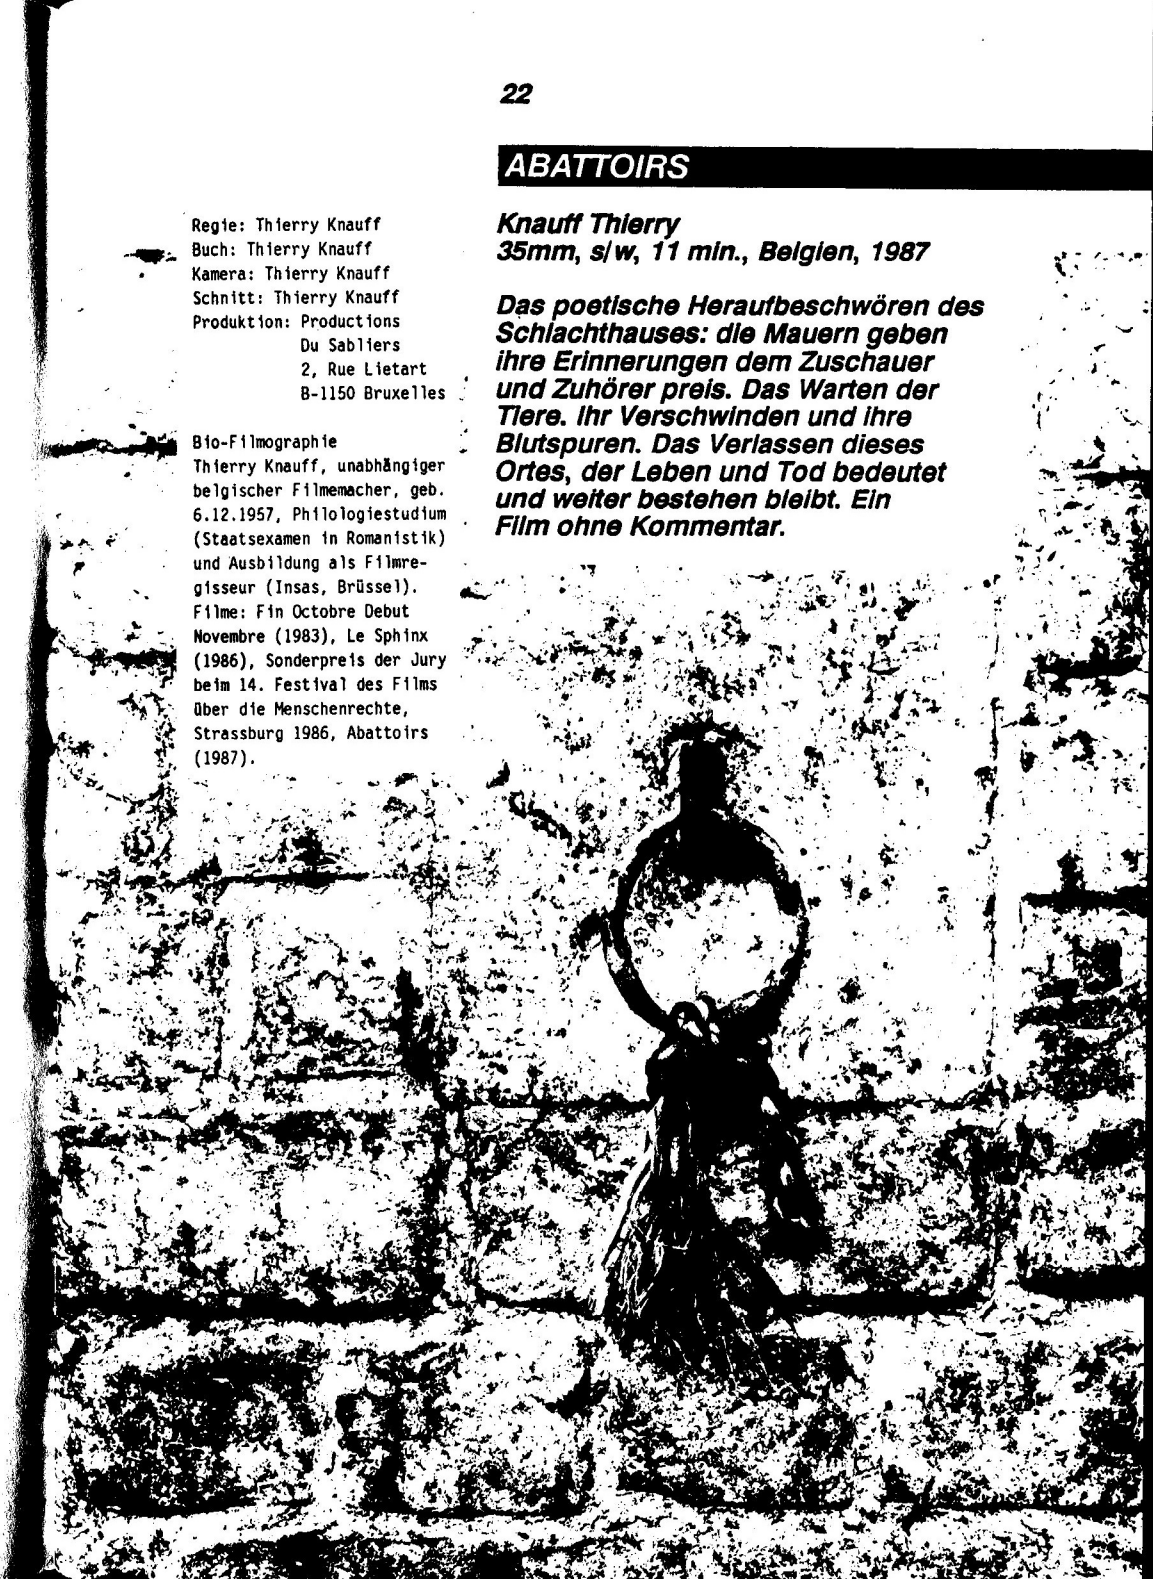 22
ABATTOIRS
Regie: Thierry Knauff
Buch: Thierry Knauff
Kamera: Thierry Knauff
Schnitt: Thierry Knauff
Produktion: Productions
Du Sabliers
2, Rue Lietart
B-1150 Bruxelles
Bio-Filmographie
Thierry Knauff, unabhängiger
belgischer Filmemacher, geb.
6.12.1957, Philologiestudium
(Staatsexamen in Romanistik)
und Ausbildung als Filmre-
gisseur (Insas, Brüssel).
Filme: Fin Octobre Debut
Novembre (1983), Le Sphinx
(1986), Sonderpreis der Jury
beim 14. Festival des Films
über die Menschenrechte,
Strassburg 1986, Abattoirs
(1987).
Knauff Thierry
35mm, s/w, 11 min., Belgien, 1987
Das poetische Heraufbeschwören des
Schlachthauses: die Mauern geben
ihre Erinnerungen dem Zuschauer
und Zuhörer preis. Das Warten der
Tiere. Ihr Verschwinden und ihre
Blutspuren. Das Verlassen dieses
Ortes, der Leben und Tod bedeutet
und weiter bestehen bleibt. Ein
Film ohne Kommentar.